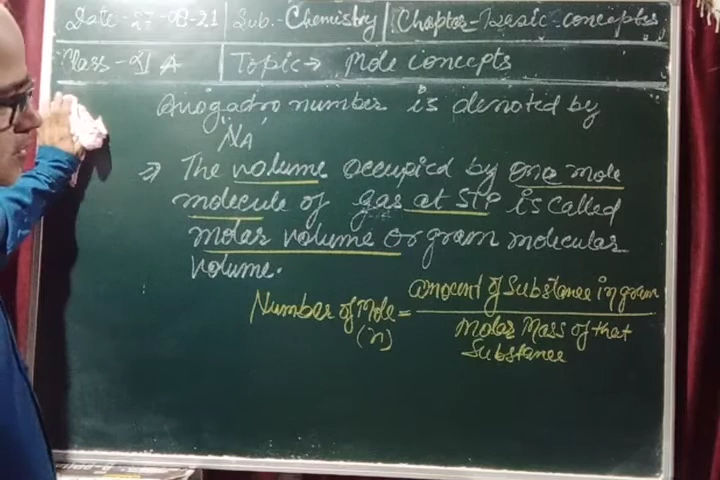 Date - 27-08-21 Sub.- Chemistry Chapter - Basic concepts
Class - XI A Topic → Mole concepts
Avogadro number is denoted by
'NA'
⇒ The volume occupied by one mole
molecule of gas at STP is called
molar volume or gram molecular
volume.
Number of Mole (n) = amount of Substance in gram
Molar Mass of that
Substance